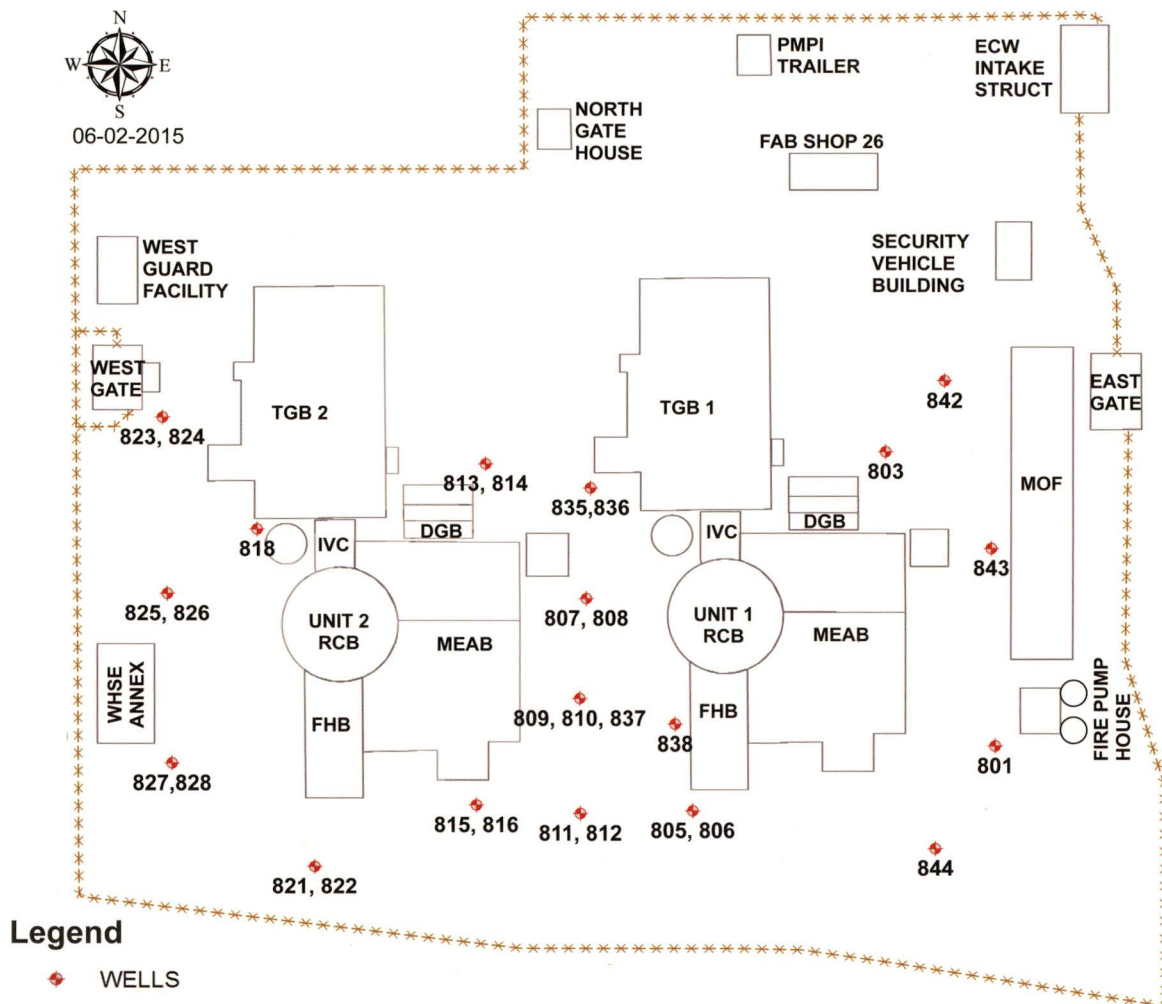 N
W E
S
06-02-2015
PMPI
TRAILER
ECW
INTAKE
STRUCT
NORTH
GATE
HOUSE
FAB SHOP 26
WEST
GUARD
FACILITY
SECURITY
VEHICLE
BUILDING
WEST
GATE
EAST
GATE
TGB 2
TGB 1
842
823, 824
803
813, 814
835,836
MOF
DGB
DGB
818
IVC
IVC
843
825, 826
807, 808
UNIT 2
RCB
UNIT 1
RCB
MEAB
MEAB
WHSE
ANNEX
FHB
809, 810, 837
838
FHB
FIRE PUMP
HOUSE
801
827,828
815, 816
811, 812
805, 806
844
821, 822
Legend
WELLS